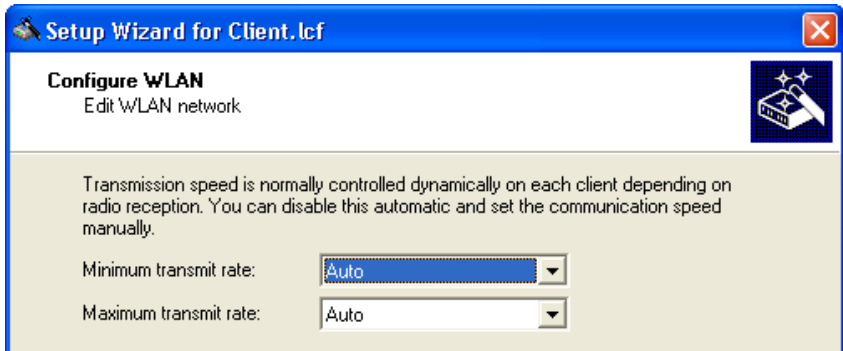 Setup Wizard for Client.lcf
Configure WLAN
Edit WLAN network
Transmission speed is normally controlled dynamically on each client depending on
radio reception. You can disable this automatic and set the communication speed
manually.
Minimum transmit rate: Auto
Maximum transmit rate: Auto